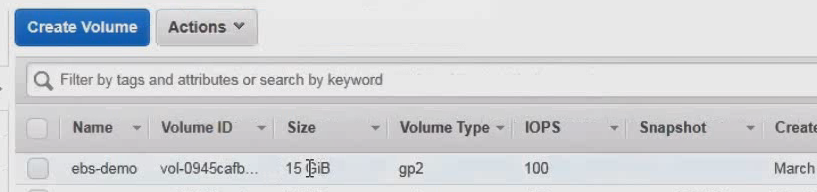 Create Volume Actions
Filter by tags and attributes or search by keyword
Name Volume ID Size Volume Type IOPS Snapshot Create
ebs-demo vol-0945cafb... 15 GiB gp2 100 March